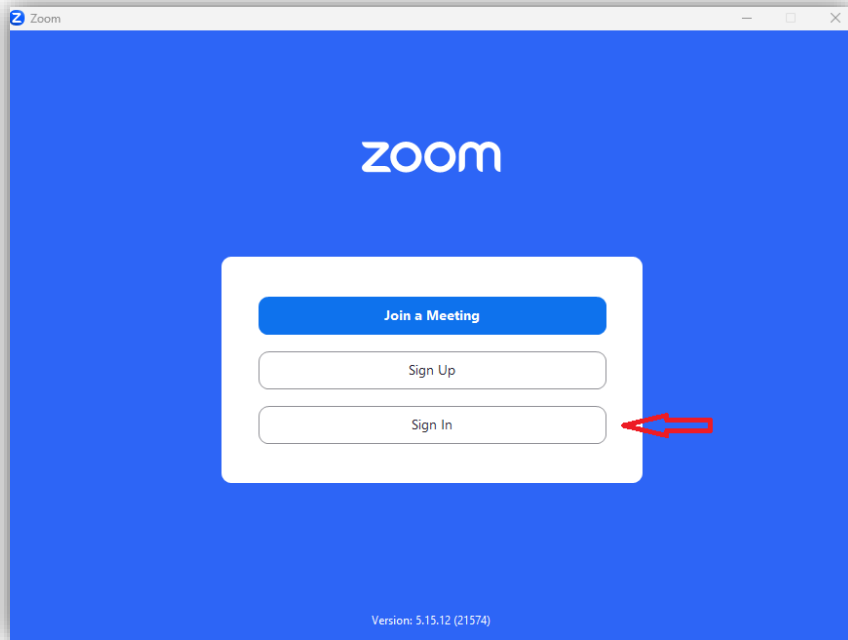 Zoom
zoom
Join a Meeting
Sign Up
Sign In
Version: 5.15.12 (21574)